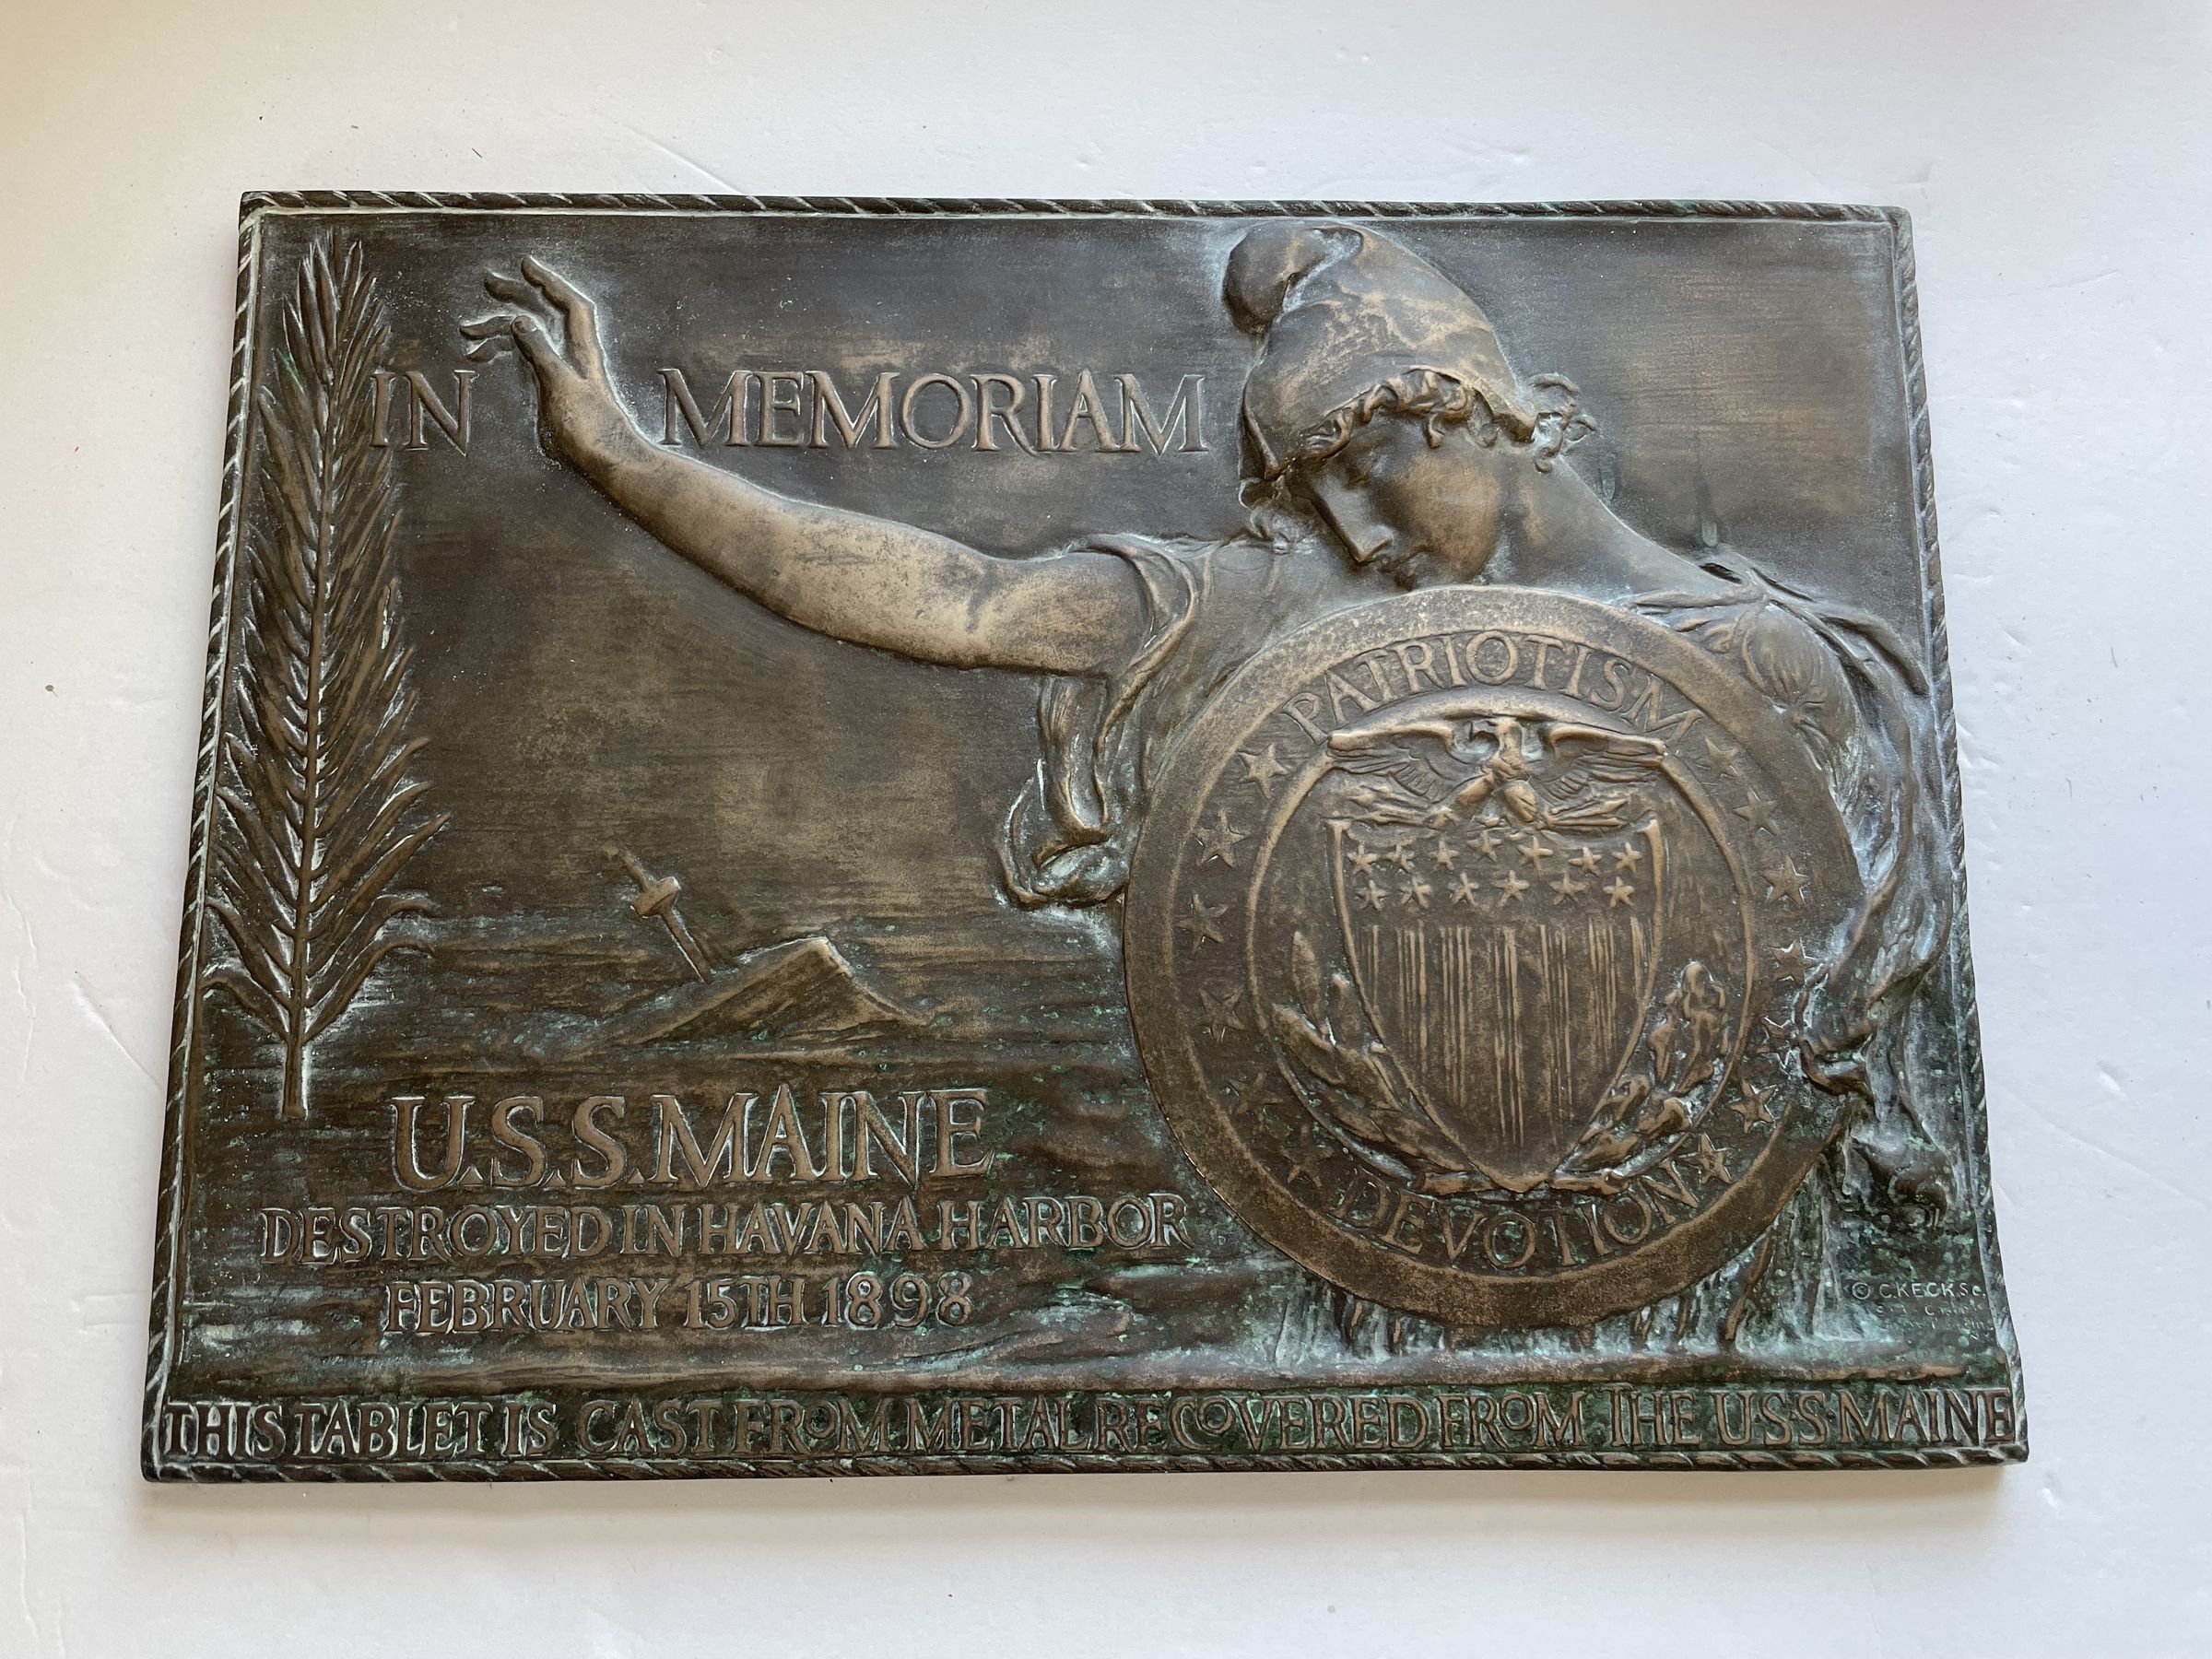 IN MEMORIAM
PATRIOTISM
DEVOTION
U.S.S. MAINE
DESTROYED IN HAVANA HARBOR
FEBRUARY 15TH 1898
© C. KECK. Sc.
THIS TABLET IS CAST FROM METAL RECOVERED FROM THE USS MAINE